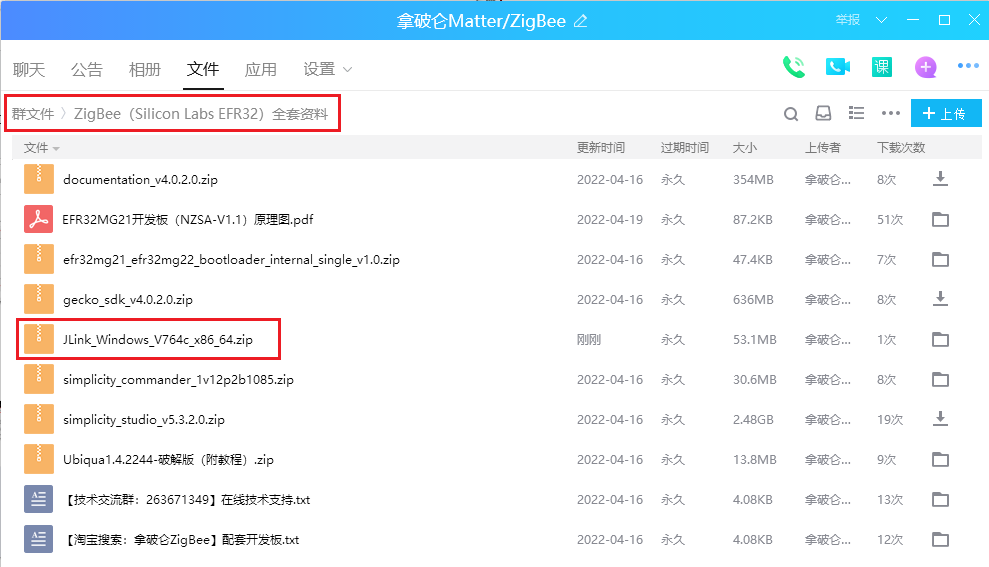 拿破仑Matter/ZigBee 举报
聊天 公告 相册 文件 应用 设置
群文件 〉ZigBee（Silicon Labs EFR32）全套资料 + 上传
文件 更新时间 过期时间 大小 上传者 下载次数
documentation_v4.0.2.0.zip 2022-04-16 永久 354MB 拿破仑... 8次
EFR32MG21开发板（NZSA-V1.1）原理图.pdf 2022-04-19 永久 87.2KB 拿破仑... 51次
efr32mg21_efr32mg22_bootloader_internal_single_v1.0.zip 2022-04-16 永久 47.4KB 拿破仑... 7次
gecko_sdk_v4.0.2.0.zip 2022-04-16 永久 636MB 拿破仑... 8次
JLink_Windows_V764c_x86_64.zip 刚刚 永久 53.1MB 拿破仑... 1次
simplicity_commander_1v12p2b1085.zip 2022-04-16 永久 30.6MB 拿破仑... 8次
simplicity_studio_v5.3.2.0.zip 2022-04-16 永久 2.48GB 拿破仑... 19次
Ubiqua1.4.2244-破解版（附教程）.zip 2022-04-16 永久 13.8MB 拿破仑... 9次
【技术交流群：263671349】在线技术支持.txt 2022-04-16 永久 4.08KB 拿破仑... 13次
【淘宝搜索：拿破仑ZigBee】配套开发板.txt 2022-04-16 永久 4.08KB 拿破仑... 12次